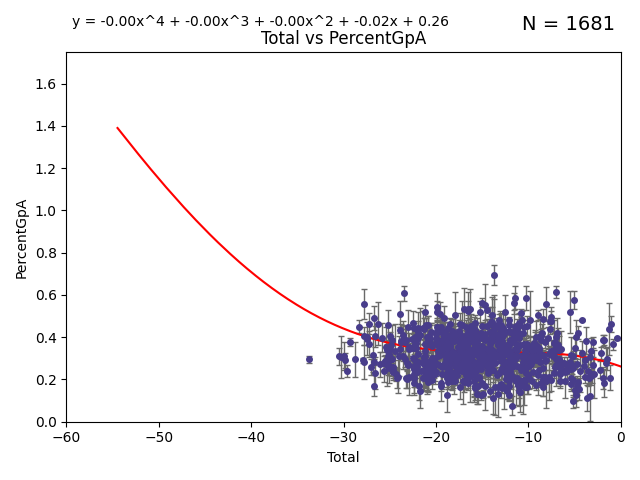 y = -0.00x^4 + -0.00x^3 + -0.00x^2 + -0.02x + 0.26
N = 1681
Total vs PercentGpA
PercentGpA
1.6
1.4
1.2
1.0
0.8
0.6
0.4
0.2
0.0
−60 −50 −40 −30 −20 −10 0
Total